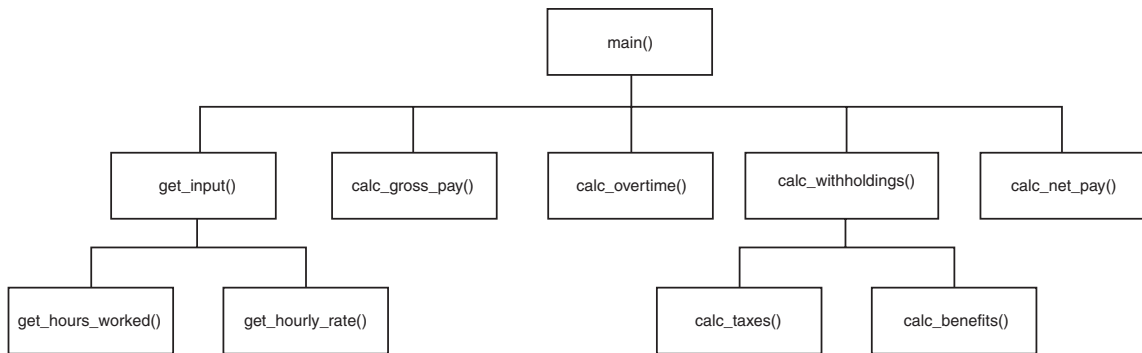 main()
get_input()
calc_gross_pay()
calc_overtime()
calc_withholdings()
calc_net_pay()
get_hours_worked()
get_hourly_rate()
calc_taxes()
calc_benefits()